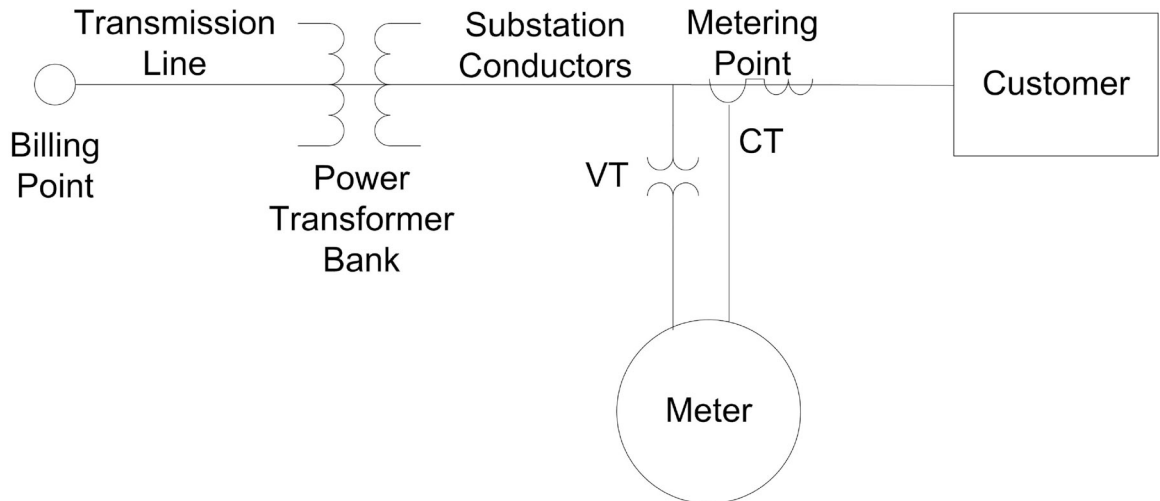 Transmission
Line
Substation
Conductors
Metering
Point
Customer
Billing
Point
Power
Transformer
Bank
VT
CT
Meter